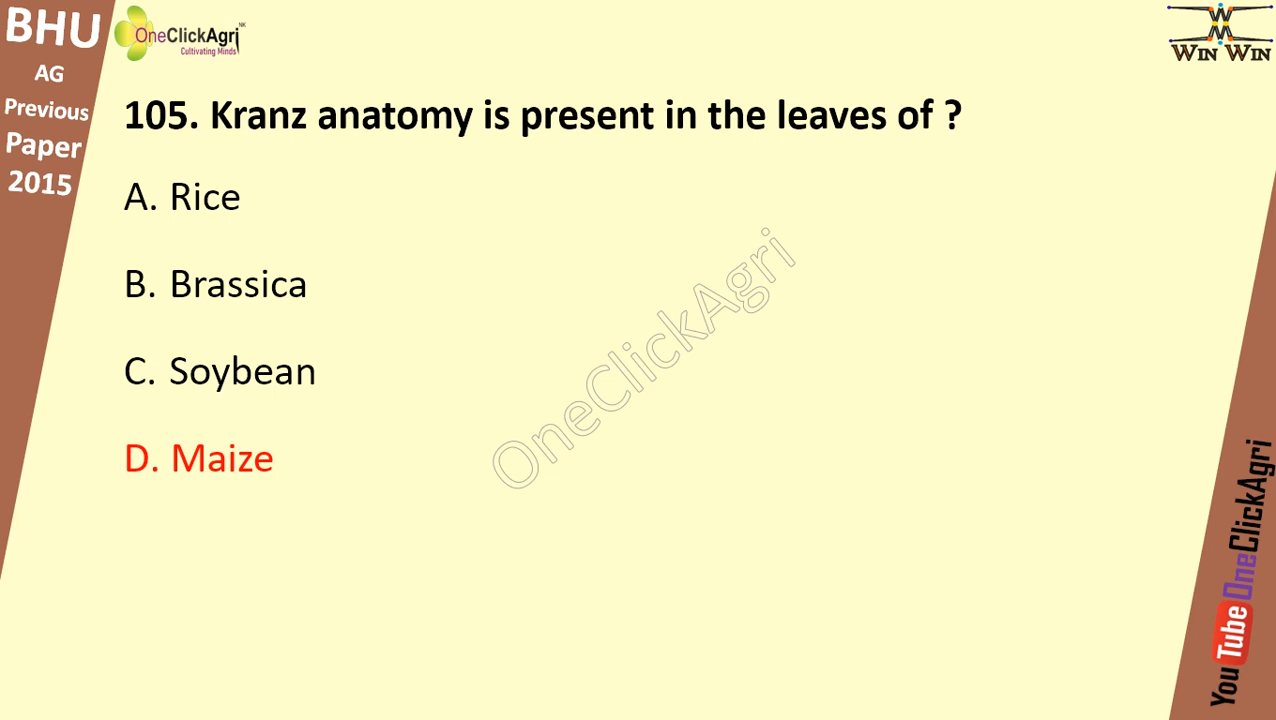 BHU
AG
Previous
Paper
2015
OneClickAgri NK
Cultivating Minds
WIN WIN
105. Kranz anatomy is present in the leaves of ?
A. Rice
B. Brassica
C. Soybean
D. Maize
OneClickAgri
YouTube OneClickAgri